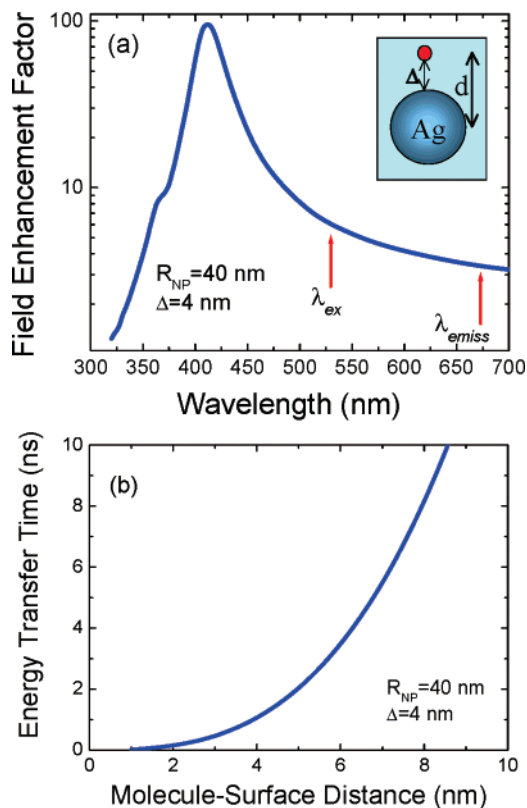 Field Enhancement Factor
100
10
(a)
Δ
d
Ag
R_NP=40 nm
Δ=4 nm
λ_ex
λ_emiss
300 350 400 450 500 550 600 650 700
Wavelength (nm)
Energy Transfer Time (ns)
10
8
6
4
2
0
(b)
R_NP=40 nm
Δ=4 nm
0 2 4 6 8 10
Molecule-Surface Distance (nm)